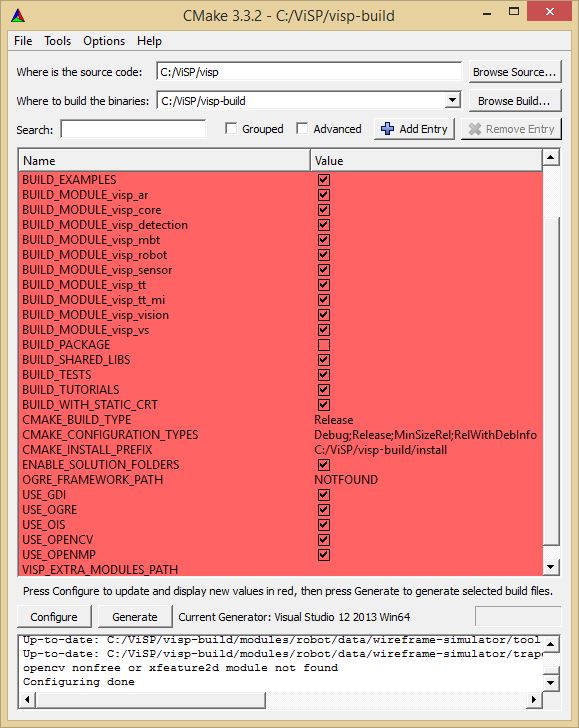 CMake 3.3.2 - C:/ViSP/visp-build
File Tools Options Help
Where is the source code: C:/ViSP/visp Browse Source...
Where to build the binaries: C:/ViSP/visp-build Browse Build...
Search: Grouped Advanced Add Entry Remove Entry
Name Value
BUILD_EXAMPLES
BUILD_MODULE_visp_ar
BUILD_MODULE_visp_core
BUILD_MODULE_visp_detection
BUILD_MODULE_visp_mbt
BUILD_MODULE_visp_robot
BUILD_MODULE_visp_sensor
BUILD_MODULE_visp_tt
BUILD_MODULE_visp_tt_mi
BUILD_MODULE_visp_vision
BUILD_MODULE_visp_vs
BUILD_PACKAGE
BUILD_SHARED_LIBS
BUILD_TESTS
BUILD_TUTORIALS
BUILD_WITH_STATIC_CRT
CMAKE_BUILD_TYPE Release
CMAKE_CONFIGURATION_TYPES Debug;Release;MinSizeRel;RelWithDebInfo
CMAKE_INSTALL_PREFIX C:/ViSP/visp-build/install
ENABLE_SOLUTION_FOLDERS
OGRE_FRAMEWORK_PATH NOTFOUND
USE_GDI
USE_OGRE
USE_OIS
USE_OPENCV
USE_OPENMP
VISP_EXTRA_MODULES_PATH
Press Configure to update and display new values in red, then press Generate to generate selected build files.
Configure Generate Current Generator: Visual Studio 12 2013 Win64
Up-to-date: C:/ViSP/visp-build/modules/robot/data/wireframe-simulator/tool
Up-to-date: C:/ViSP/visp-build/modules/robot/data/wireframe-simulator/trape
opencv nonfree or xfeature2d module not found
Configuring done